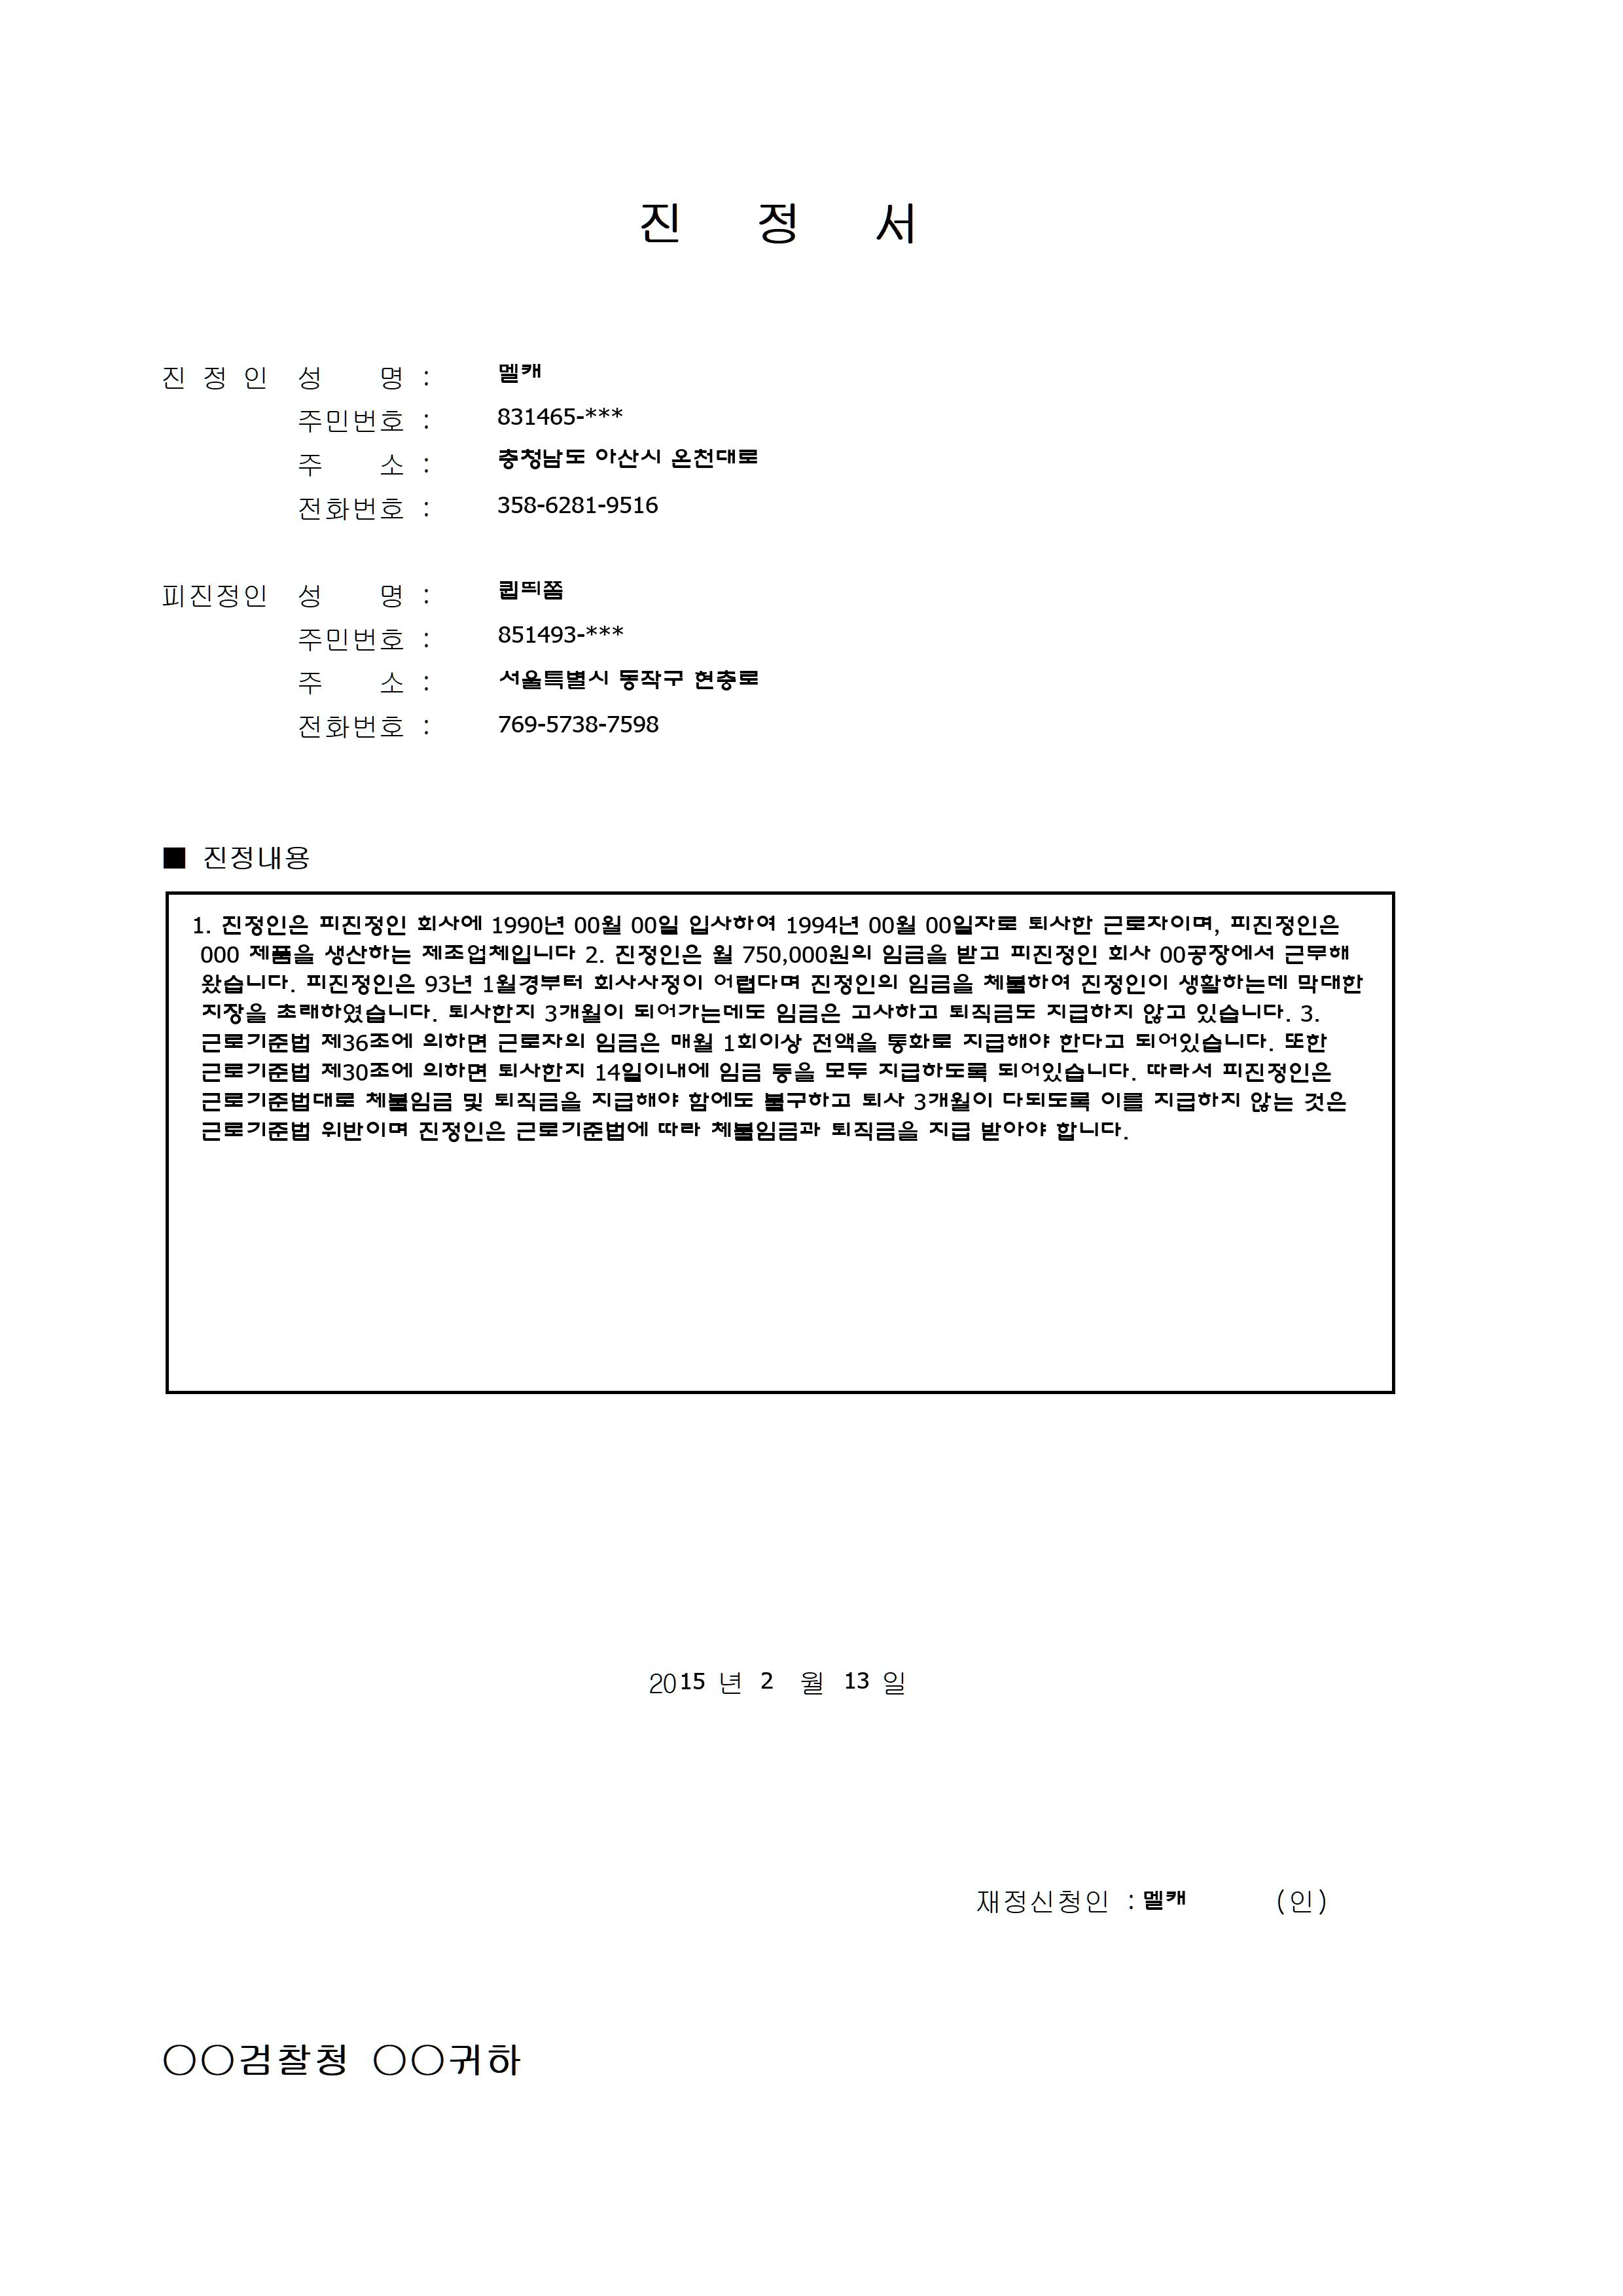 진 정 서
진 정 인 성 명 : 멜캐
주민번호 : 831465-***
주 소 : 충청남도 아산시 온천대로
전화번호 : 358-6281-9516
피진정인 성 명 : 큅띄쫌
주민번호 : 851493-***
주 소 : 서울특별시 동작구 현충로
전화번호 : 769-5738-7598
■ 진정내용
1. 진정인은 피진정인 회사에 1990년 00월 00일 입사하여 1994년 00월 00일자로 퇴사한 근로자이며, 피진정인은
000 제품을 생산하는 제조업체입니다 2. 진정인은 월 750,000원의 임금을 받고 피진정인 회사 00공장에서 근무해
왔습니다. 피진정인은 93년 1월경부터 회사사정이 어렵다며 진정인의 임금을 체불하여 진정인이 생활하는데 막대한
지장을 초래하였습니다. 퇴사한지 3개월이 되어가는데도 임금은 고사하고 퇴직금도 지급하지 않고 있습니다. 3.
근로기준법 제36조에 의하면 근로자의 임금은 매월 1회이상 전액을 통화로 지급해야 한다고 되어있습니다. 또한
근로기준법 제30조에 의하면 퇴사한지 14일이내에 임금 등을 모두 지급하도록 되어있습니다. 따라서 피진정인은
근로기준법대로 체불임금 및 퇴직금을 지급해야 함에도 불구하고 퇴사 3개월이 다되도록 이를 지급하지 않는 것은
근로기준법 위반이며 진정인은 근로기준법에 따라 체불임금과 퇴직금을 지급 받아야 합니다.
2015 년 2 월 13 일
재정신청인 : 멜캐 (인)
○○검찰청 ○○귀하